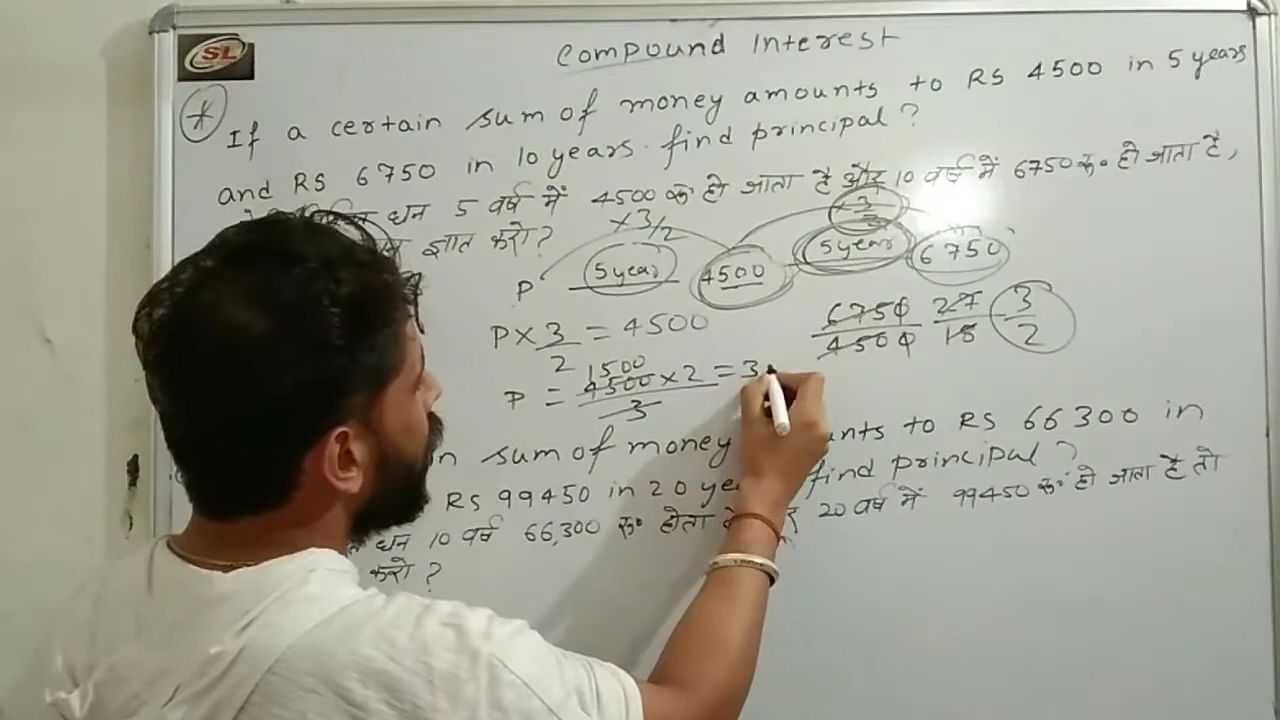 SL
Compound Interest
* If a certain sum of money amounts to RS 4500 in 5 years
and RS 6750 in 10 years. find principal ?
धन 5 वर्ष में 4500 रु० हो जाता है और 10 वर्ष में 6750 रु० हो जाता है,
ज्ञात करो?
×3/2
× 3/2
P 5 year 4500 5 year 6750
P × 3/2 = 4500
6750/4500 27/18 3/2
1500
P = 4500 × 2 / 3 = 3
n sum of money unts to RS 66300 in
RS 99450 in 20 ye find principal ?
धन 10 वर्ष 66,300 रु० होता 20 वर्ष में 99450 रु० हो जाता है तो
करो ?